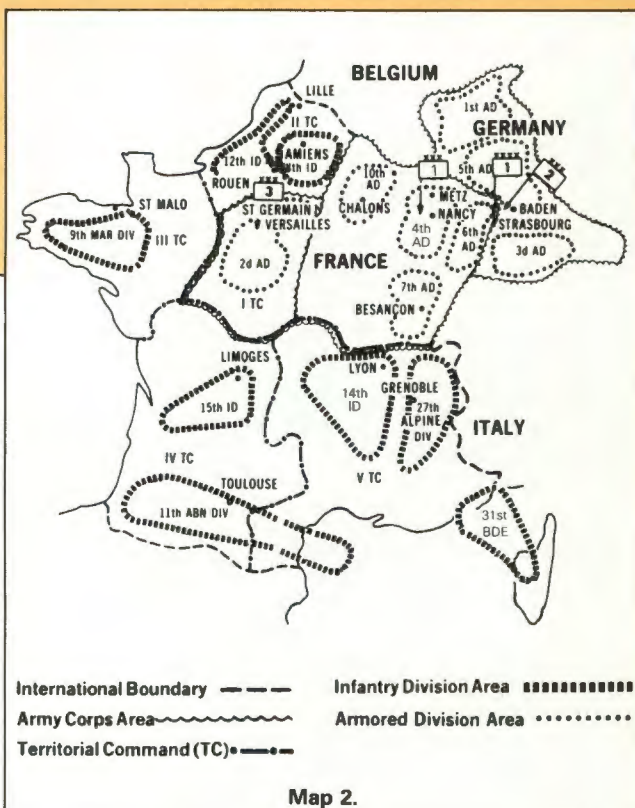 BELGIUM
LILLE
II TC
1st AD
GERMANY
12th ID
AMIENS
8th ID
10th AD
5th AD
1
1
2
ROUEN
3
ST GERMAIN
VERSAILLES
CHALONS
METZ
NANCY
BADEN
STRASBOURG
ST MALO
9th MAR DIV
III TC
4th AD
6th AD
3d AD
FRANCE
2d AD
7th AD
I TC
BESANÇON
LIMOGES
LYON
15th ID
14th ID
GRENOBLE
27th ALPINE DIV
ITALY
IV TC
V TC
TOULOUSE
11th ABN DIV
31st BDE
International Boundary
Infantry Division Area
Army Corps Area
Armored Division Area
Territorial Command (TC)
Map 2.